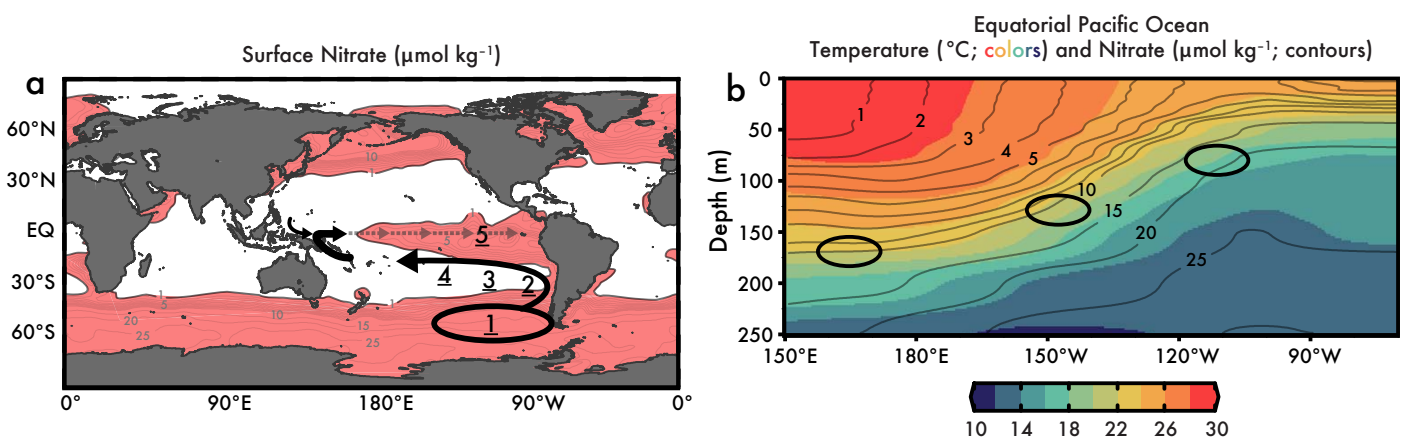 Surface Nitrate (µmol kg⁻¹)
a
60°N
30°N
EQ
30°S
60°S
0°
90°E
180°E
90°W
0°
10
1
1
5
5
4
3
2
1
1
5
10
15
20
25
25
1
Equatorial Pacific Ocean
Temperature (°C; colors) and Nitrate (µmol kg⁻¹; contours)
b
Depth (m)
0
50
100
150
200
250
150°E
180°E
150°W
120°W
90°W
1
2
3
4
5
10
15
20
25
10
14
18
22
26
30